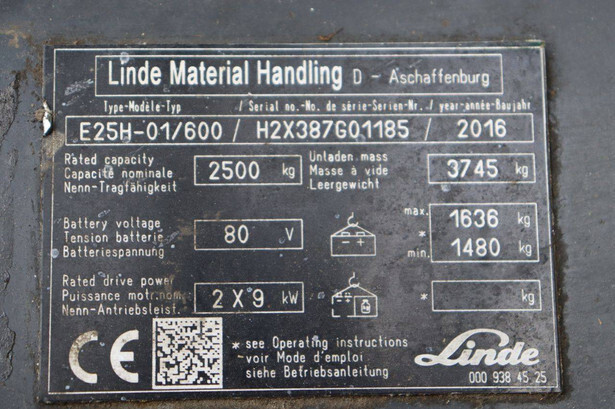 Linde Material Handling D - Aschaffenburg
Type-Modèle-Typ / Serial no.-No. de série-Serien-Nr. / year-année-Baujahr
E25H-01/600 / H2X387G01185 / 2016
Rated capacity
Capacité nominale
Nenn-Tragfähigkeit
2500 kg
Unladen mass
Masse à vide
Leergewicht
3745 kg
Battery voltage
Tension batterie
Batteriespannung
80 V
- +
max. 1636 kg
*
min. 1480 kg
Rated drive power
Puissance motr.nom.
Nenn-Antriebsleist.
2 X 9 kW
* kg
CE
* see Operating instructions
voir Mode d'emploi
siehe Betriebsanleitung
Linde
000 938 45 25